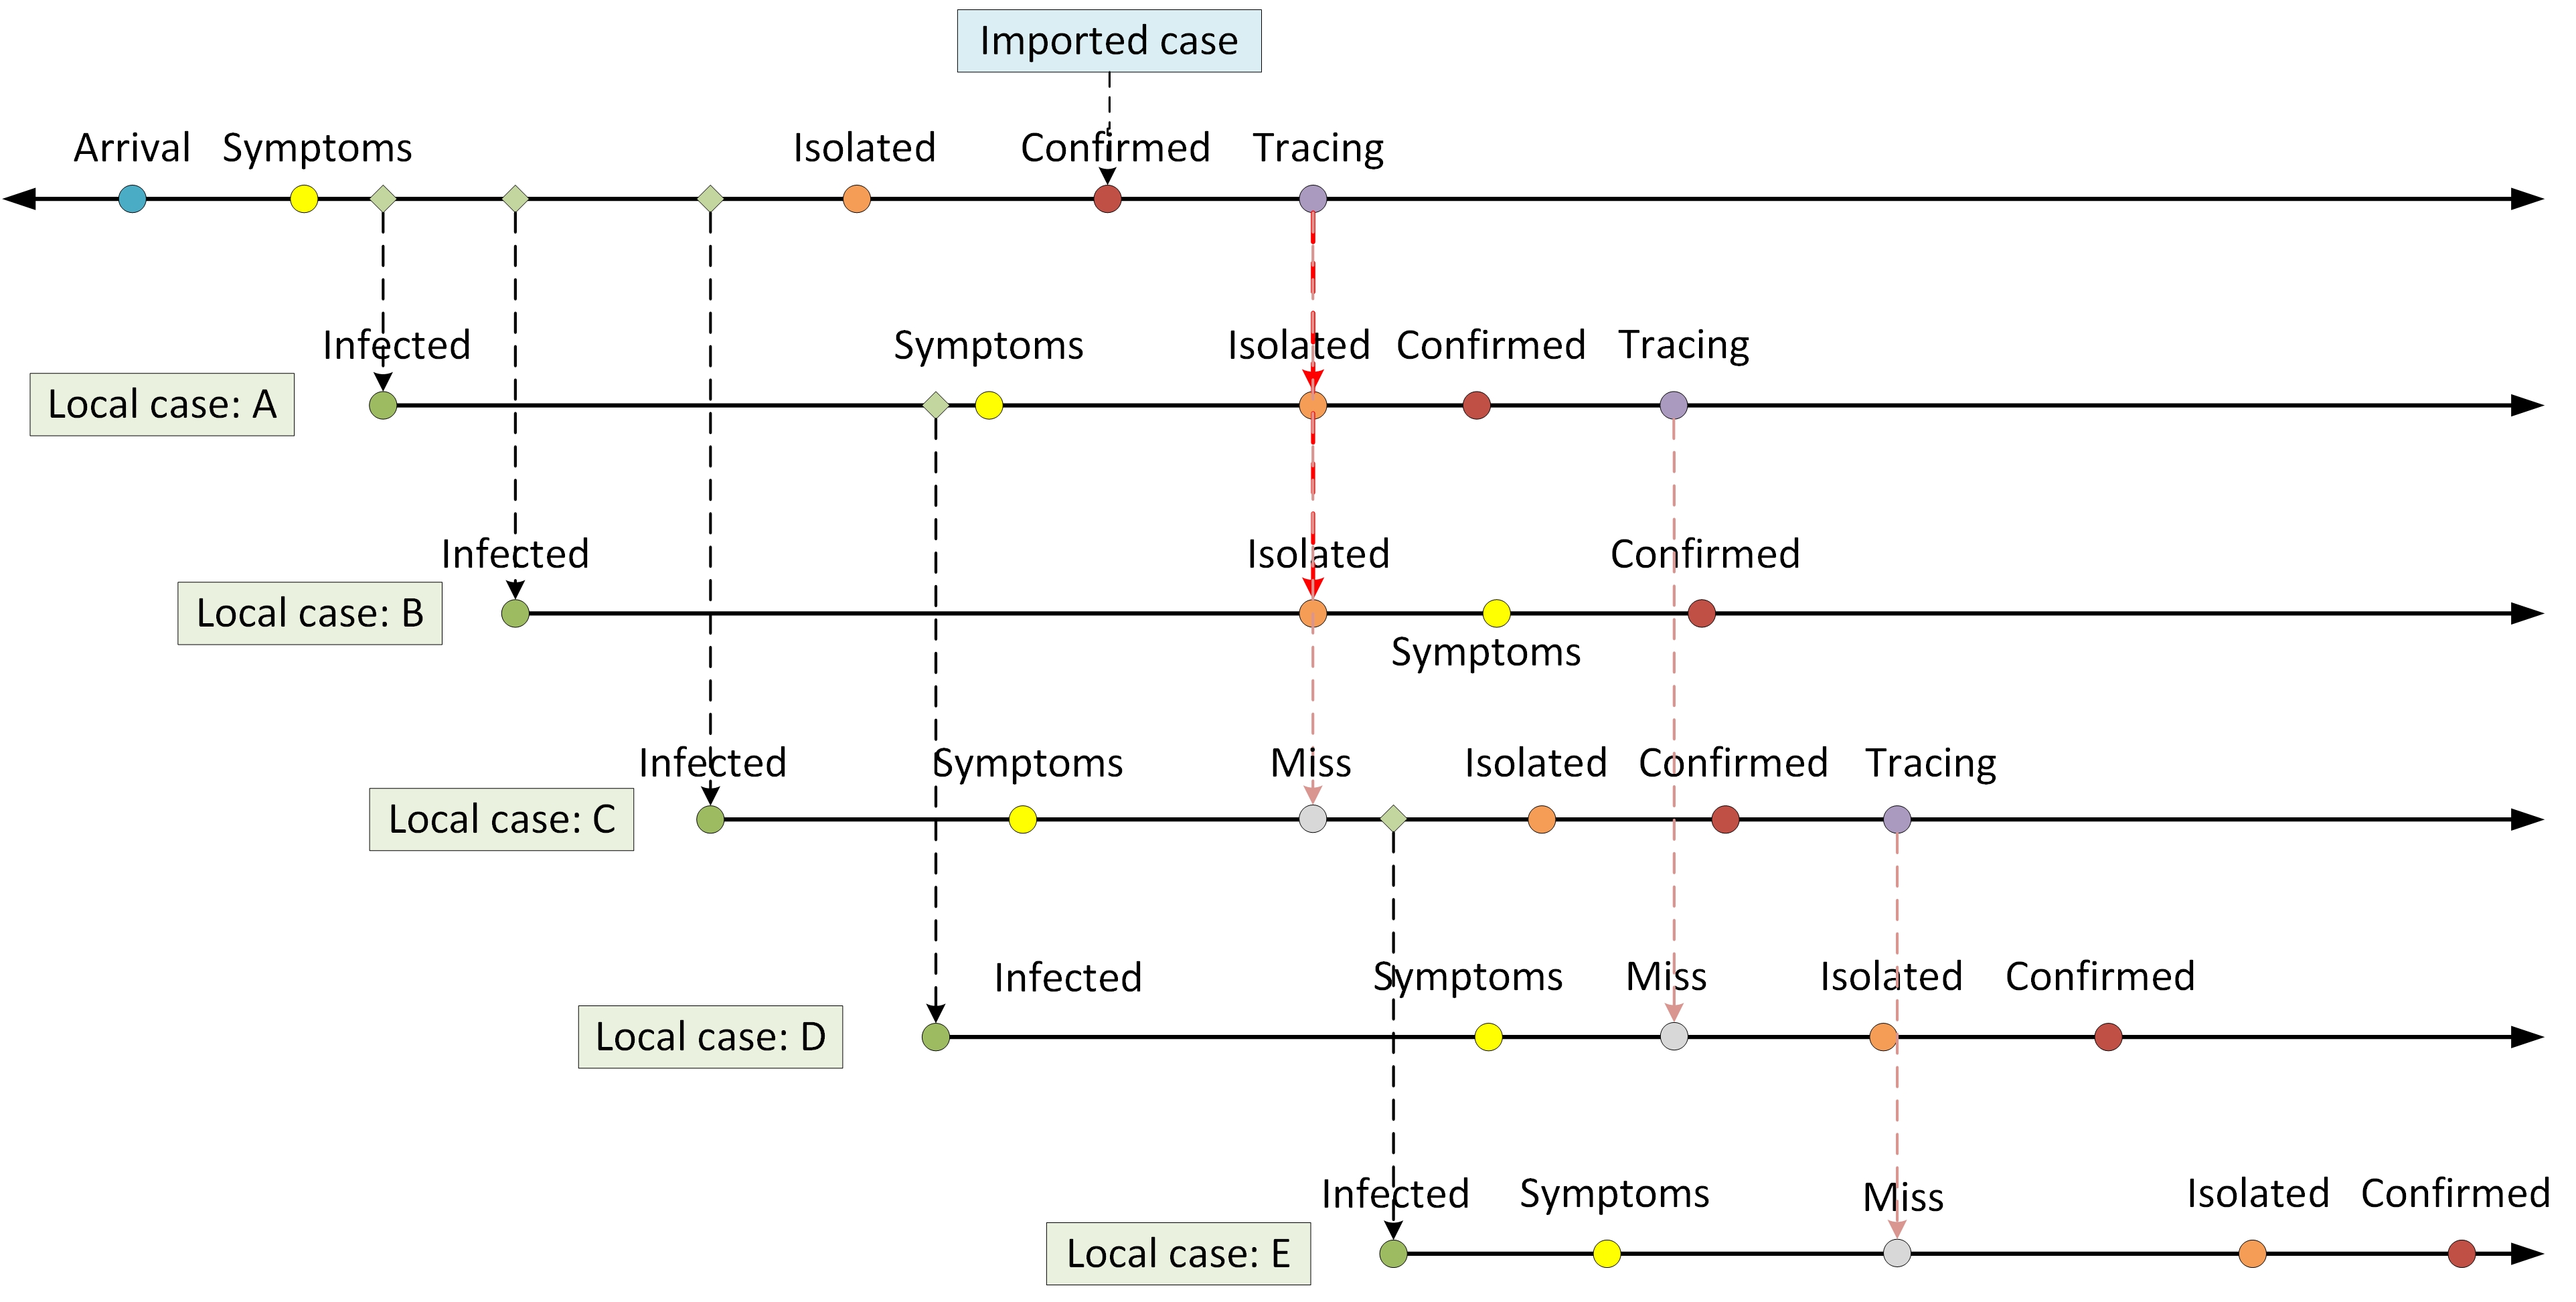 Imported case
Arrival Symptoms Isolated Confirmed Tracing
Infected Symptoms Isolated Confirmed Tracing
Local case: A
Infected Isolated Confirmed
Local case: B
Symptoms
Infected Symptoms Miss Isolated Confirmed Tracing
Local case: C
Infected Symptoms Miss Isolated Confirmed
Local case: D
Infected Symptoms Miss Isolated Confirmed
Local case: E